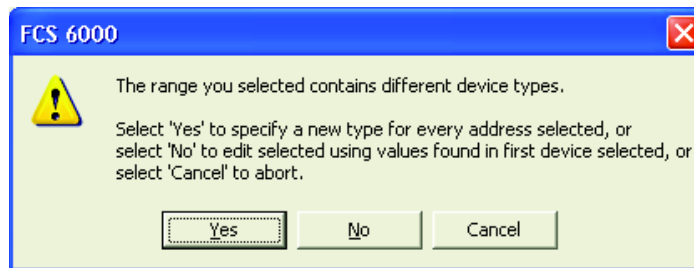 FCS 6000
The range you selected contains different device types.
Select 'Yes' to specify a new type for every address selected, or
select 'No' to edit selected using values found in first device selected, or
select 'Cancel' to abort.
Yes
No
Cancel